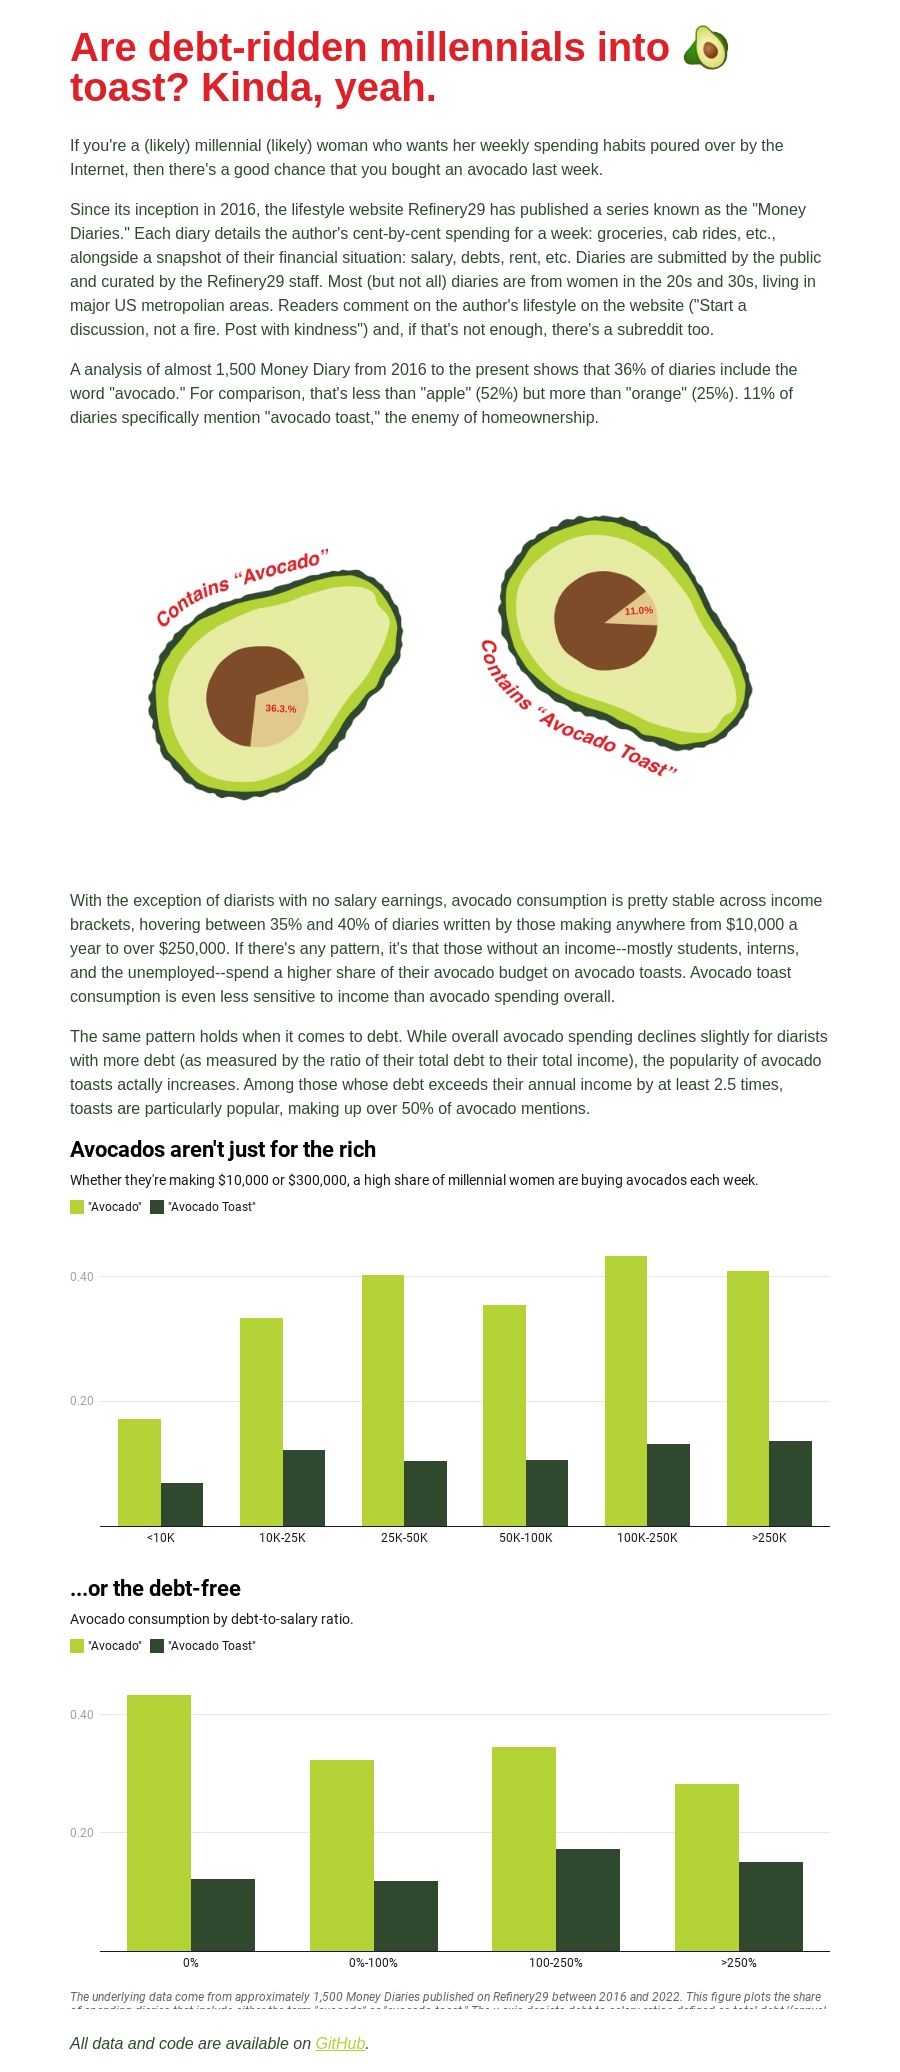 Are debt-ridden millennials into 🥑
toast? Kinda, yeah.
If you're a (likely) millennial (likely) woman who wants her weekly spending habits poured over by the
Internet, then there's a good chance that you bought an avocado last week.
Since its inception in 2016, the lifestyle website Refinery29 has published a series known as the "Money
Diaries." Each diary details the author's cent-by-cent spending for a week: groceries, cab rides, etc.,
alongside a snapshot of their financial situation: salary, debts, rent, etc. Diaries are submitted by the public
and curated by the Refinery29 staff. Most (but not all) diaries are from women in the 20s and 30s, living in
major US metropolian areas. Readers comment on the author's lifestyle on the website ("Start a
discussion, not a fire. Post with kindness") and, if that's not enough, there's a subreddit too.
A analysis of almost 1,500 Money Diary from 2016 to the present shows that 36% of diaries include the
word "avocado." For comparison, that's less than "apple" (52%) but more than "orange" (25%). 11% of
diaries specifically mention "avocado toast," the enemy of homeownership.
Contains “Avocado”
36.3.%
11.0%
Contains “Avocado Toast”
With the exception of diarists with no salary earnings, avocado consumption is pretty stable across income
brackets, hovering between 35% and 40% of diaries written by those making anywhere from $10,000 a
year to over $250,000. If there's any pattern, it's that those without an income--mostly students, interns,
and the unemployed--spend a higher share of their avocado budget on avocado toasts. Avocado toast
consumption is even less sensitive to income than avocado spending overall.
The same pattern holds when it comes to debt. While overall avocado spending declines slightly for diarists
with more debt (as measured by the ratio of their total debt to their total income), the popularity of avocado
toasts actally increases. Among those whose debt exceeds their annual income by at least 2.5 times,
toasts are particularly popular, making up over 50% of avocado mentions.
Avocados aren't just for the rich
Whether they're making $10,000 or $300,000, a high share of millennial women are buying avocados each week.
"Avocado" "Avocado Toast"
0.40
0.20
<10K 10K-25K 25K-50K 50K-100K 100K-250K >250K
...or the debt-free
Avocado consumption by debt-to-salary ratio.
"Avocado" "Avocado Toast"
0.40
0.20
0% 0%-100% 100-250% >250%
The underlying data come from approximately 1,500 Money Diaries published on Refinery29 between 2016 and 2022. This figure plots the share
All data and code are available on GitHub.